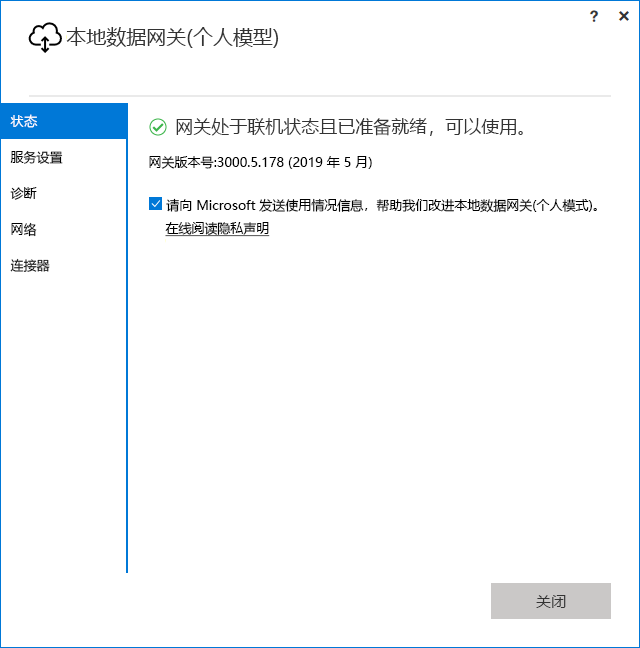 ? ×
本地数据网关(个人模型)
状态
服务设置
诊断
网络
连接器
网关处于联机状态且已准备就绪，可以使用。
网关版本号:3000.5.178 (2019 年 5 月)
请向 Microsoft 发送使用情况信息，帮助我们改进本地数据网关(个人模式)。
在线阅读隐私声明
关闭